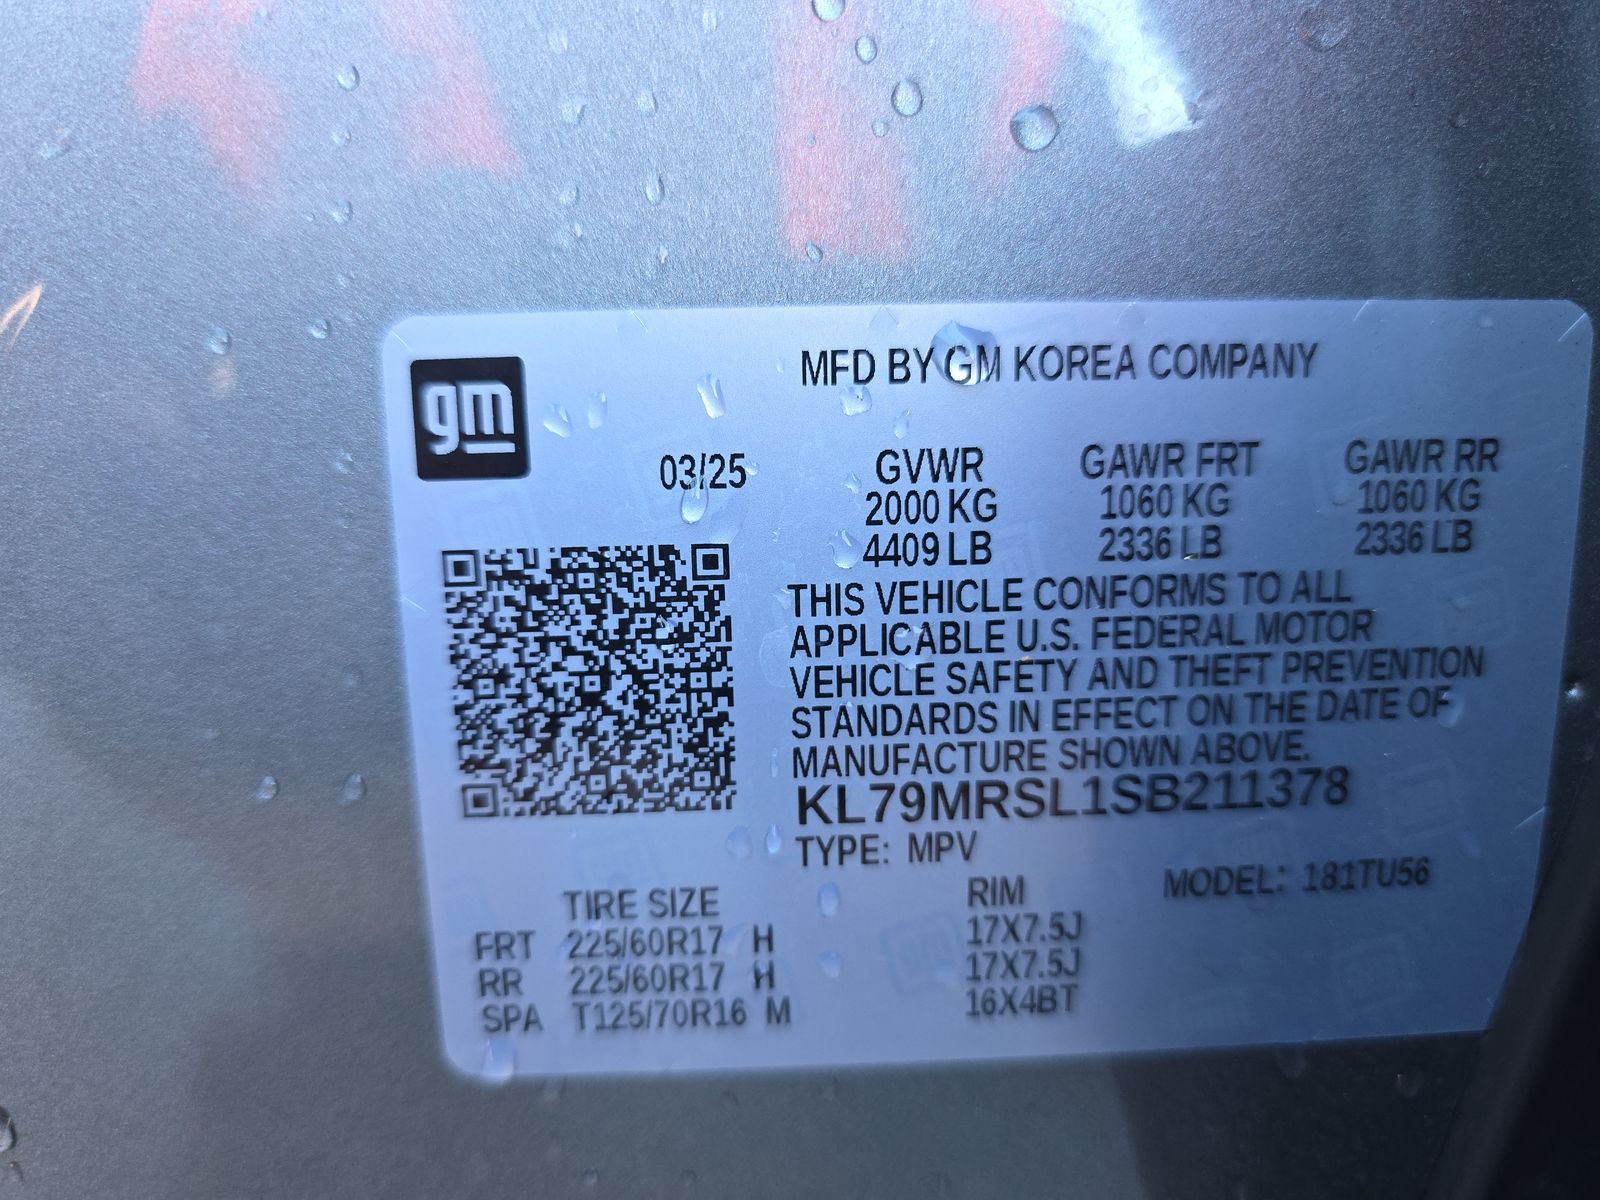 gm
MFD BY GM KOREA COMPANY
03/25
GVWR GAWR FRT GAWR RR
2000 KG 1060 KG 1060 KG
4409 LB 2336 LB 2336 LB
THIS VEHICLE CONFORMS TO ALL
APPLICABLE U.S. FEDERAL MOTOR
VEHICLE SAFETY AND THEFT PREVENTION
STANDARDS IN EFFECT ON THE DATE OF
MANUFACTURE SHOWN ABOVE.
KL79MRSL1SB211378
TYPE: MPV
MODEL: 181TU56
TIRE SIZE RIM
FRT 225/60R17 H 17X7.5J
RR 225/60R17 H 17X7.5J
SPA T125/70R16 M 16X4BT